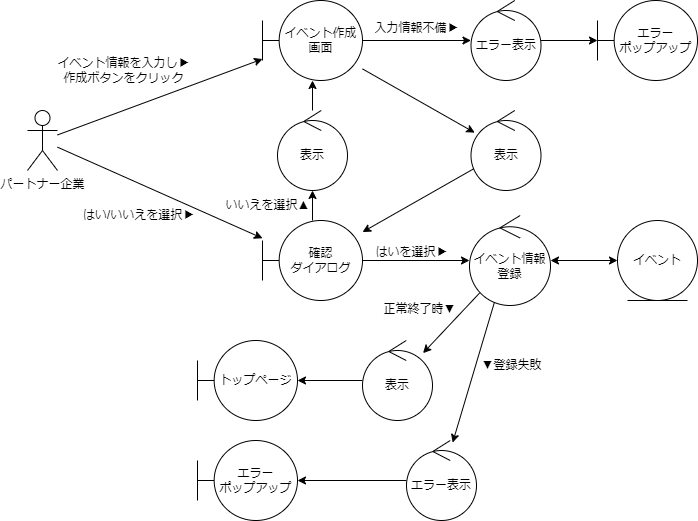 イベント作成
画面
入力情報不備▶
エラー表示
エラー
ポップアップ
イベント情報を入力し▶
作成ボタンをクリック
表示
表示
パートナー企業
いいえを選択▲
はい/いいえを選択▶
確認
ダイアログ
はいを選択▶
イベント情報
登録
イベント
正常終了時▼
▼登録失敗
トップページ
表示
エラー
ポップアップ
エラー表示